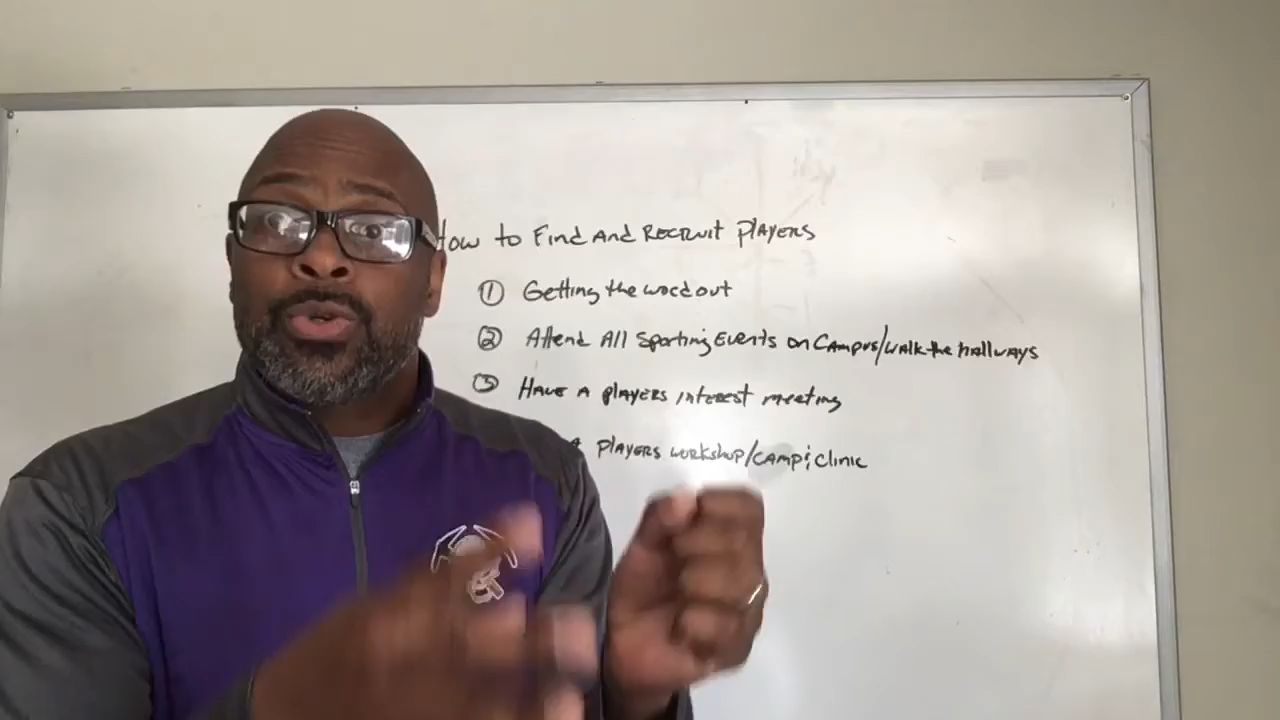 How to Find And Recruit Players
① Getting the word out
② Attend All Sporting Events on Campus/walk the hallways
③ Have A players interest meeting
A players workshop/camp; clinic